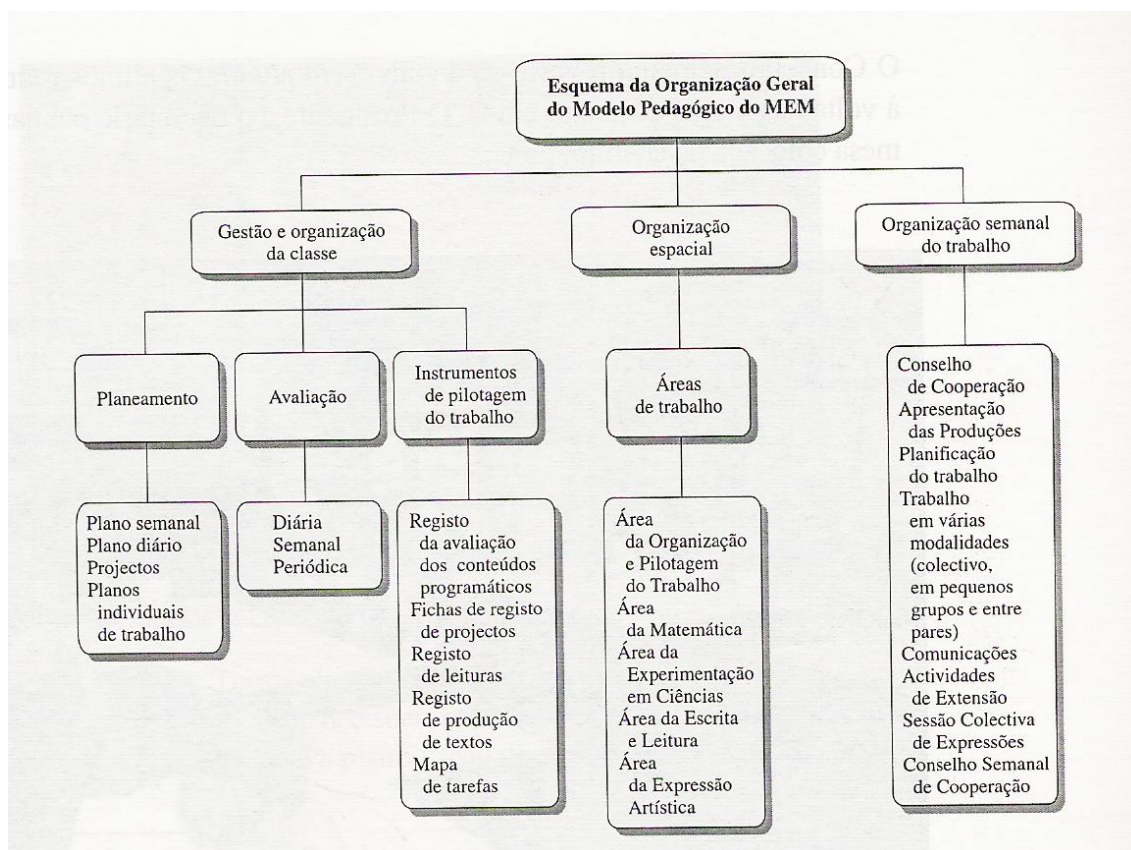 Esquema da Organização Geral
do Modelo Pedagógico do MEM
Gestão e organização
da classe
Organização
espacial
Organização semanal
do trabalho
Planeamento
Avaliação
Instrumentos
de pilotagem
do trabalho
Áreas
de trabalho
Plano semanal
Plano diário
Projectos
Planos
individuais
de trabalho
Diária
Semanal
Periódica
Registo
da avaliação
dos conteúdos
programáticos
Fichas de registo
de projectos
Registo
de leituras
Registo
de produção
de textos
Mapa
de tarefas
Área
da Organização
e Pilotagem
do Trabalho
Área
da Matemática
Área da
Experimentação
em Ciências
Área da Escrita
e Leitura
Área
da Expressão
Artística
Conselho
de Cooperação
Apresentação
das Produções
Planificação
do trabalho
Trabalho
em várias
modalidades
(colectivo,
em pequenos
grupos e entre
pares)
Comunicações
Actividades
de Extensão
Sessão Colectiva
de Expressões
Conselho Semanal
de Cooperação